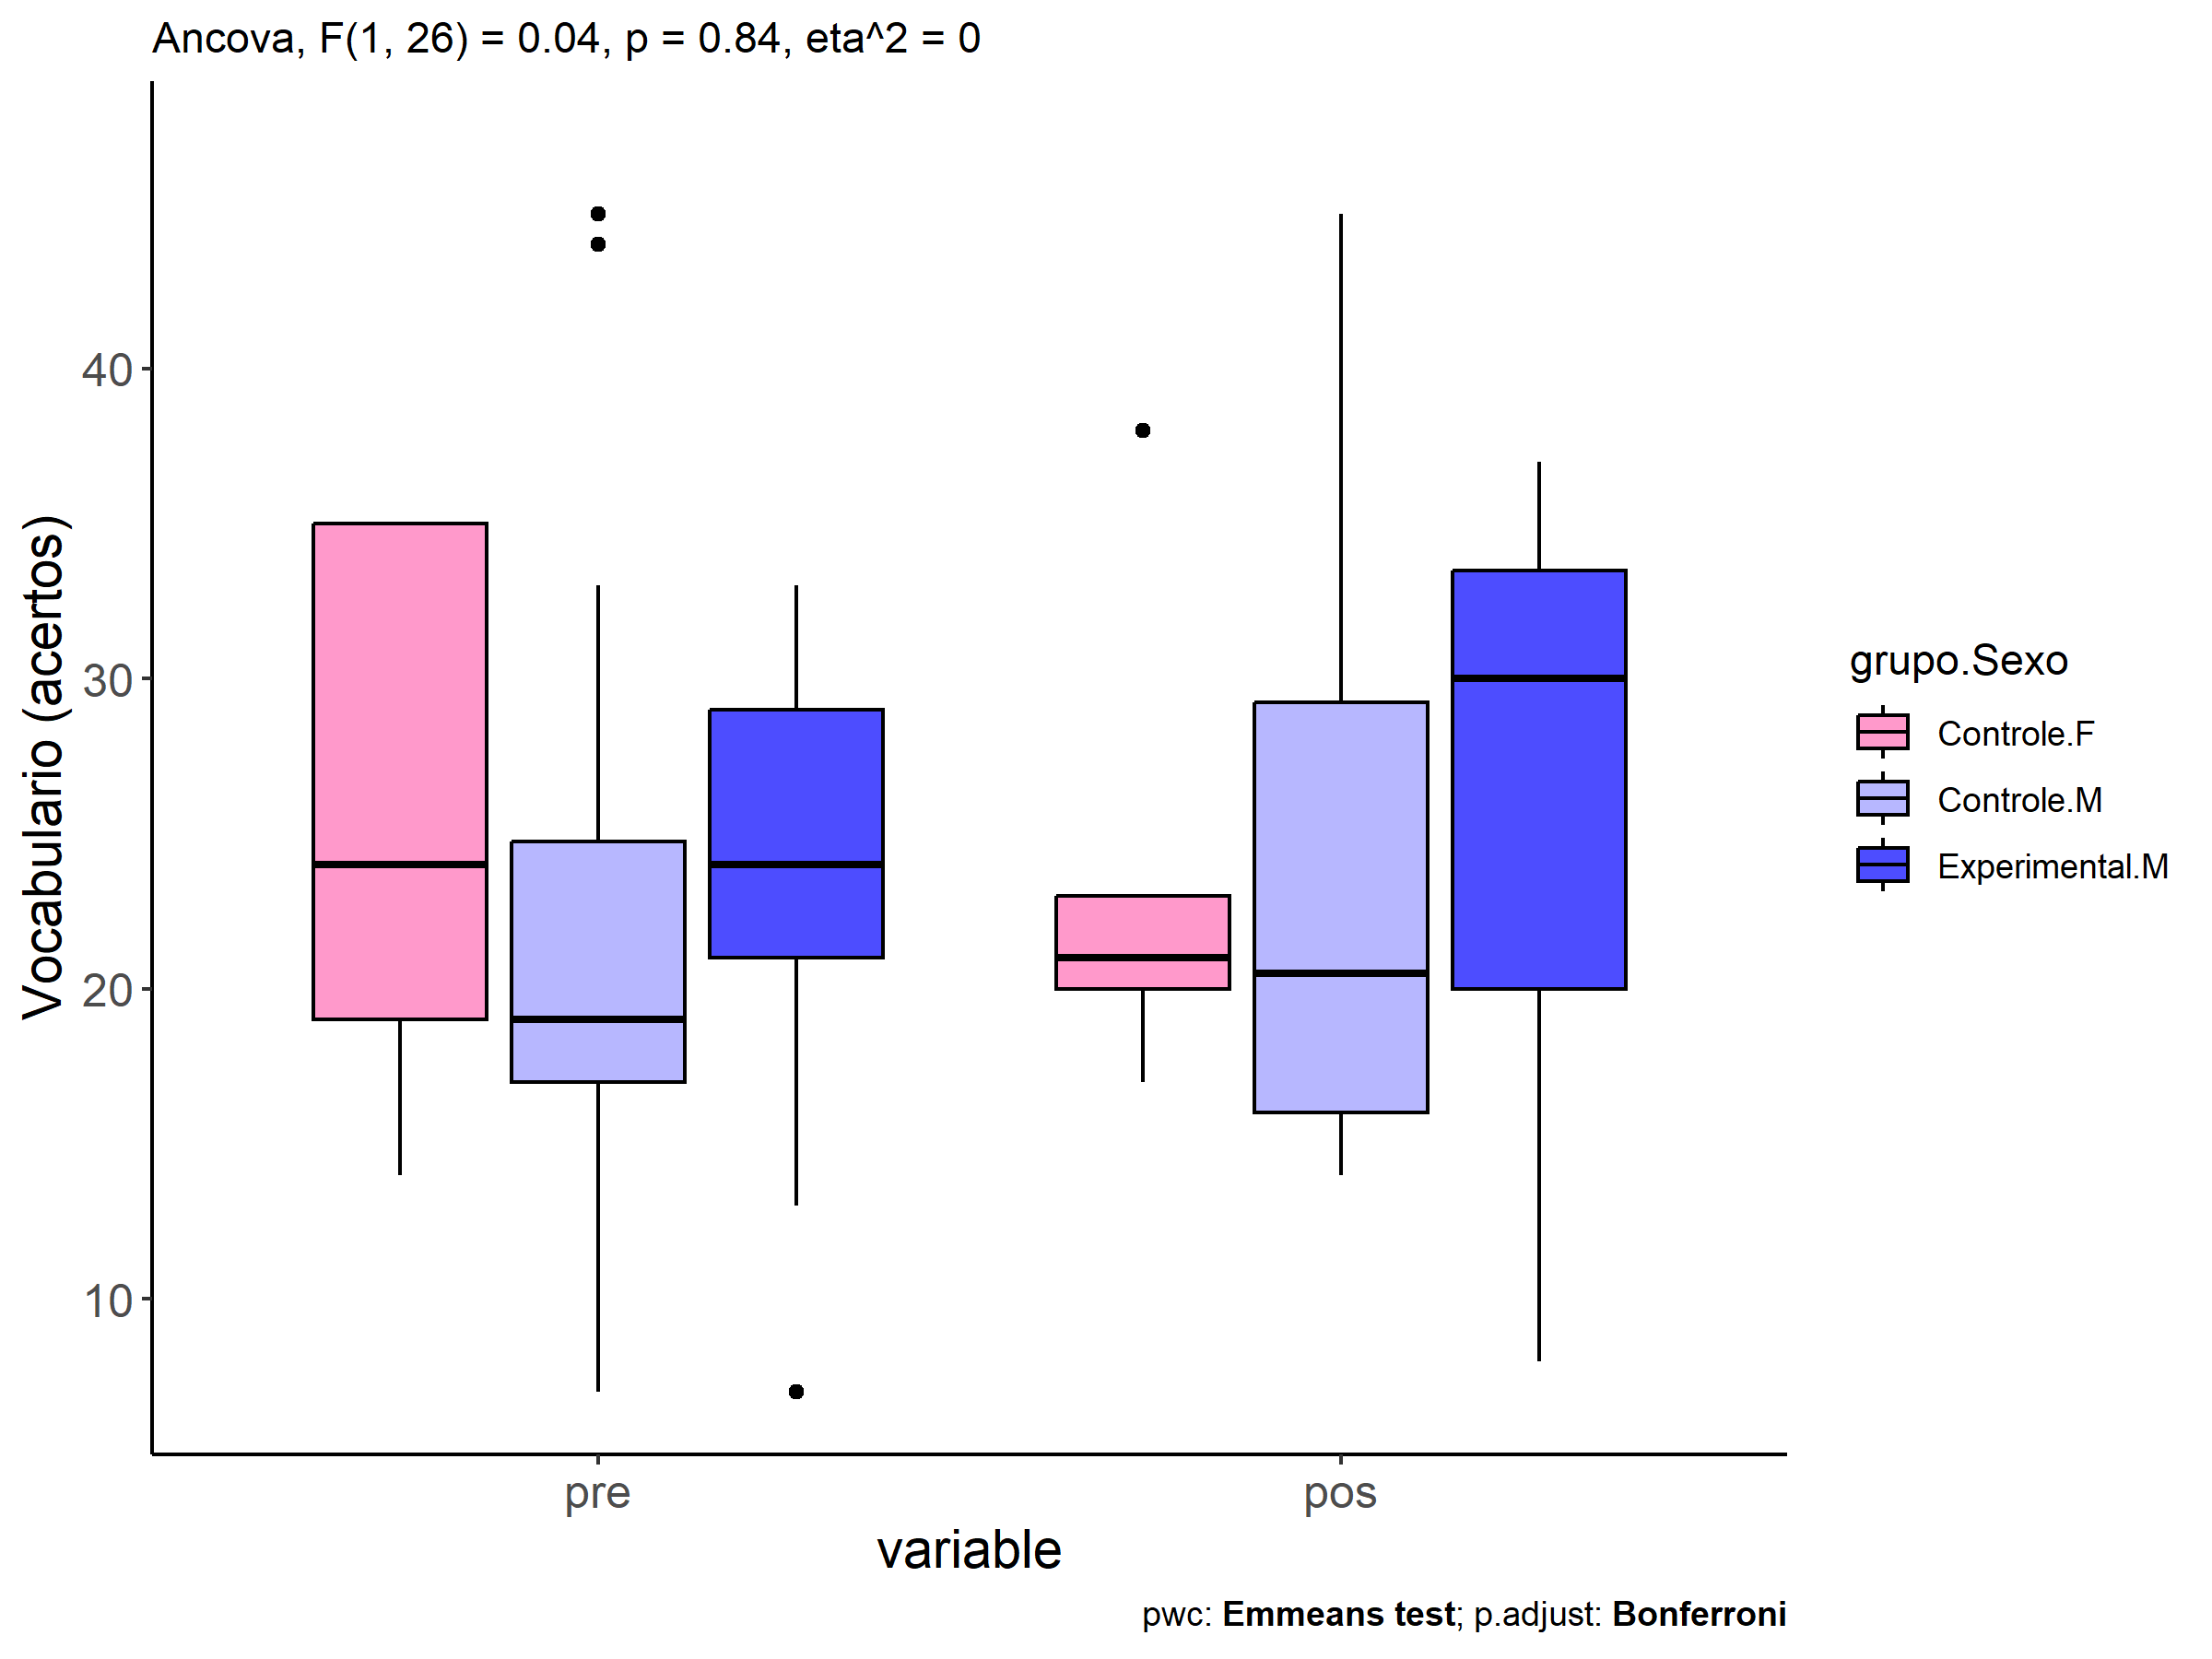 Ancova, F(1, 26) = 0.04, p = 0.84, eta^2 = 0
Vocabulario (acertos)
40
30
20
10
pre
pos
variable
grupo.Sexo
Controle.F
Controle.M
Experimental.M
pwc: Emmeans test; p.adjust: Bonferroni